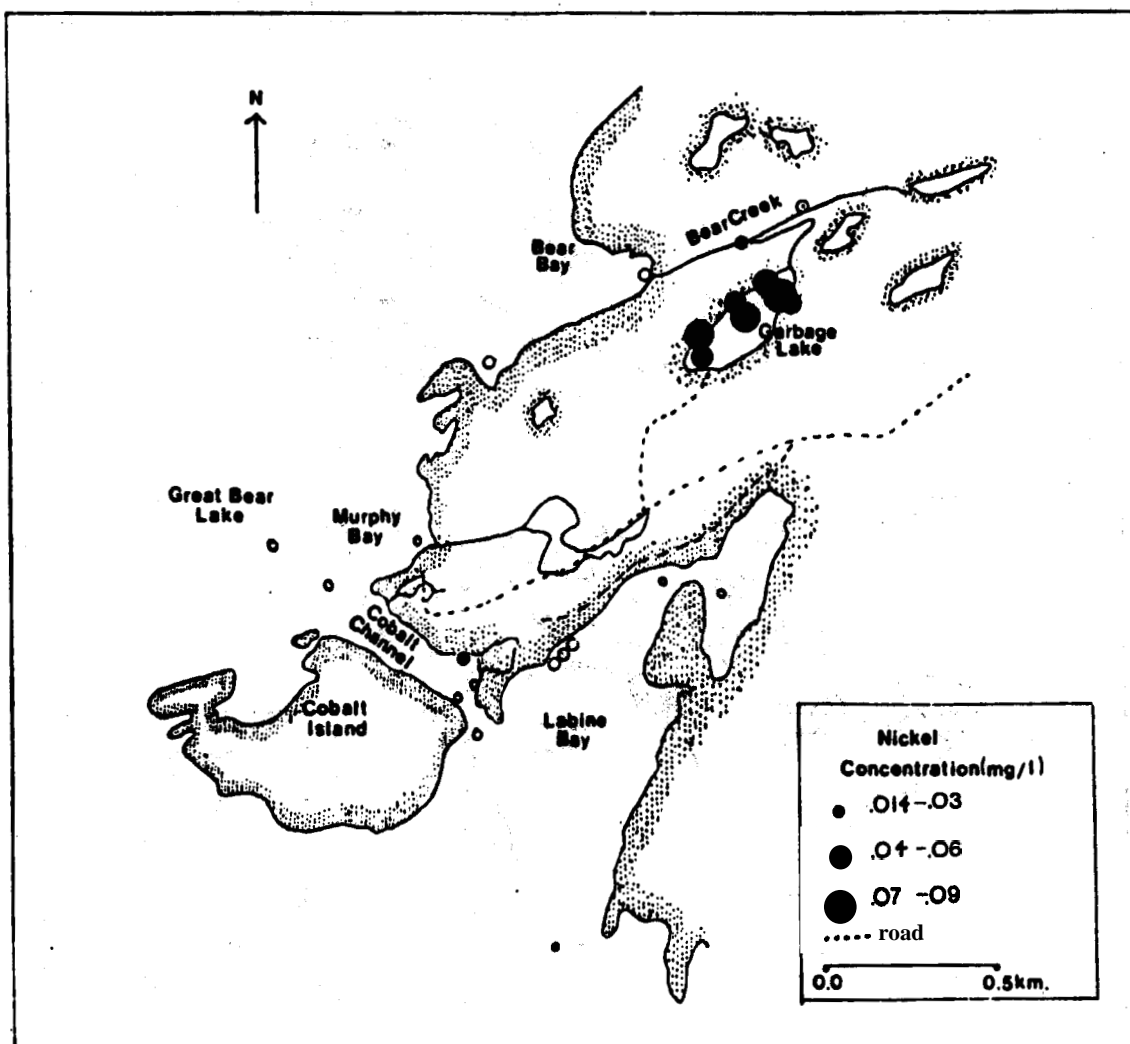 N
Bear Creek
Bear
Bay
Garbage
Lake
Great Bear
Lake
Murphy
Bay
Cobalt
Channel
Cobalt
Island
Labine
Bay
Nickel
Concentration(mg/l)
.014-.03
.04-.06
.07-.09
road
0.0 0.5km.